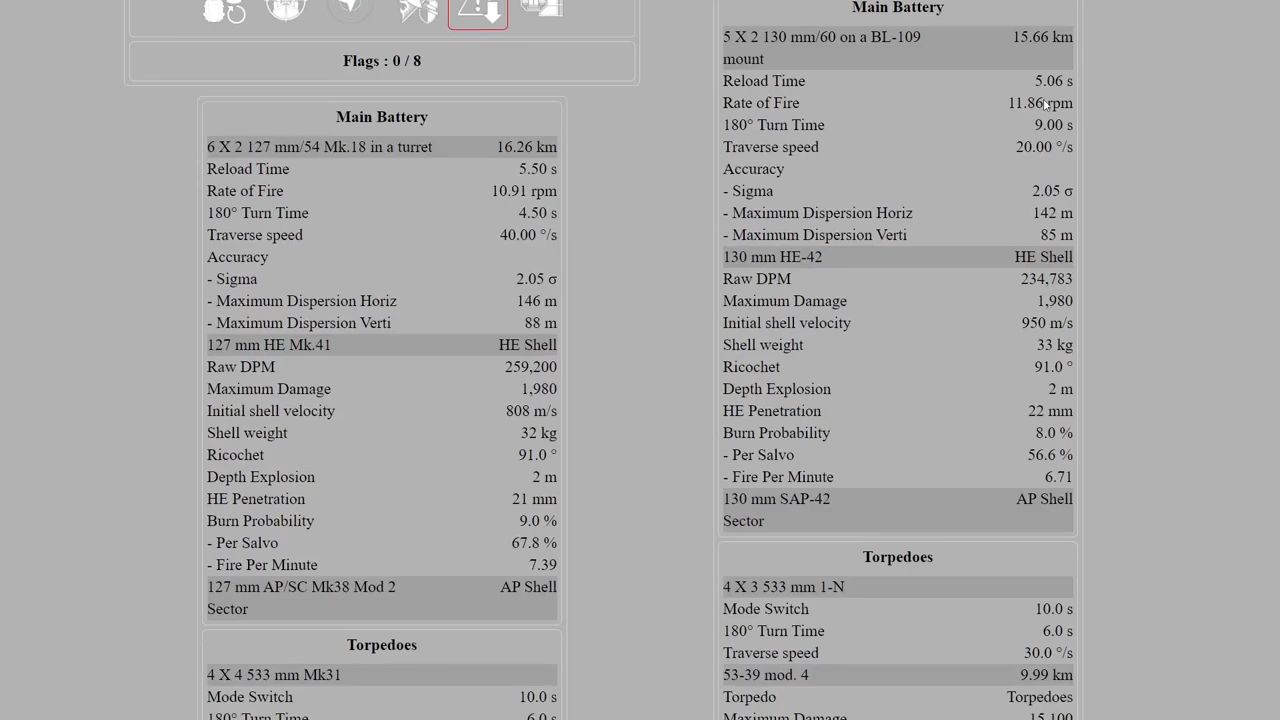 Flags : 0 / 8
Main Battery
6 X 2 127 mm/54 Mk.18 in a turret 16.26 km
Reload Time 5.50 s
Rate of Fire 10.91 rpm
180° Turn Time 4.50 s
Traverse speed 40.00 °/s
Accuracy
- Sigma 2.05 σ
- Maximum Dispersion Horiz 146 m
- Maximum Dispersion Verti 88 m
127 mm HE Mk.41 HE Shell
Raw DPM 259,200
Maximum Damage 1,980
Initial shell velocity 808 m/s
Shell weight 32 kg
Ricochet 91.0 °
Depth Explosion 2 m
HE Penetration 21 mm
Burn Probability 9.0 %
- Per Salvo 67.8 %
- Fire Per Minute 7.39
127 mm AP/SC Mk38 Mod 2 AP Shell
Sector
Torpedoes
4 X 4 533 mm Mk31
Mode Switch 10.0 s
180° Turn Time 6.0 s
Main Battery
5 X 2 130 mm/60 on a BL-109 15.66 km
mount
Reload Time 5.06 s
Rate of Fire 11.86 rpm
180° Turn Time 9.00 s
Traverse speed 20.00 °/s
Accuracy
- Sigma 2.05 σ
- Maximum Dispersion Horiz 142 m
- Maximum Dispersion Verti 85 m
130 mm HE-42 HE Shell
Raw DPM 234,783
Maximum Damage 1,980
Initial shell velocity 950 m/s
Shell weight 33 kg
Ricochet 91.0 °
Depth Explosion 2 m
HE Penetration 22 mm
Burn Probability 8.0 %
- Per Salvo 56.6 %
- Fire Per Minute 6.71
130 mm SAP-42 AP Shell
Sector
Torpedoes
4 X 3 533 mm 1-N
Mode Switch 10.0 s
180° Turn Time 6.0 s
Traverse speed 30.0 °/s
53-39 mod. 4 9.99 km
Torpedo Torpedoes
Maximum Damage 15,100